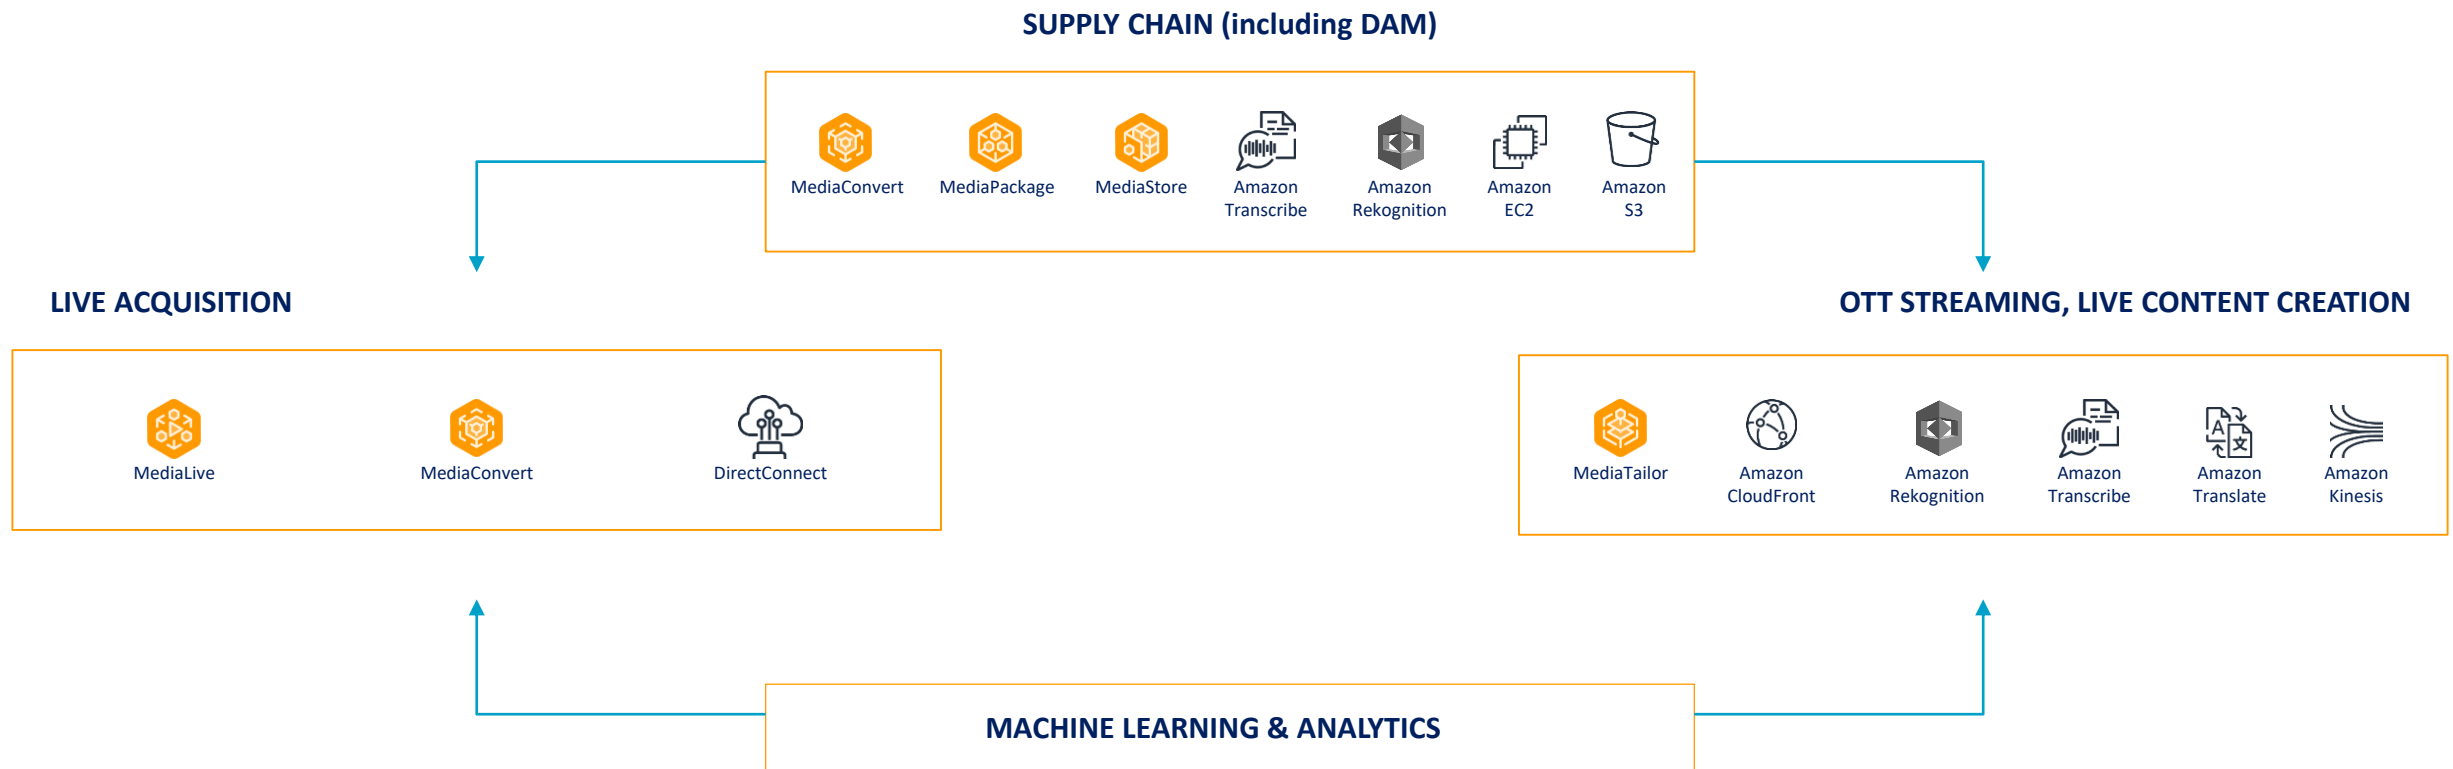 SUPPLY CHAIN (including DAM)
MediaConvert
MediaPackage
MediaStore
Amazon
Transcribe
Amazon
Rekognition
Amazon
EC2
Amazon
S3
LIVE ACQUISITION
MediaLive
MediaConvert
DirectConnect
OTT STREAMING, LIVE CONTENT CREATION
MediaTailor
Amazon
CloudFront
Amazon
Rekognition
Amazon
Transcribe
A
文
Amazon
Translate
Amazon
Kinesis
MACHINE LEARNING & ANALYTICS